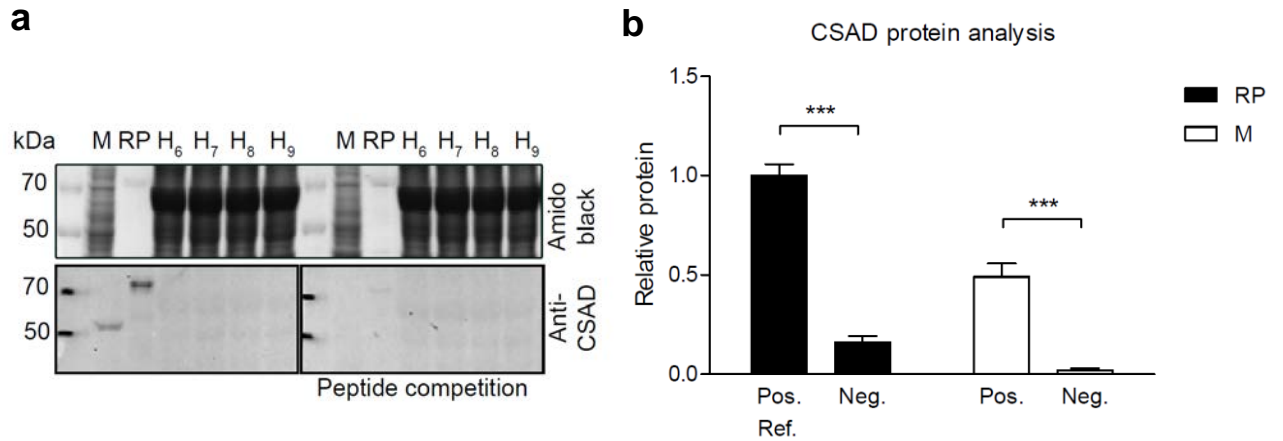 a
kDa
M RP H6 H7 H8 H9 M RP H6 H7 H8 H9
70
50
Amido
black
70
50
Anti-
CSAD
Peptide competition
b
CSAD protein analysis
Relative protein
1.5
1.0
0.5
0.0
***
***
RP
M
Pos. Neg. Pos. Neg.
Ref.